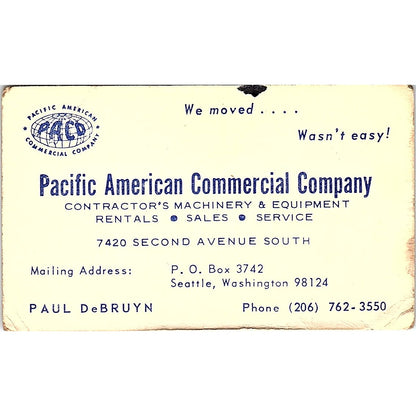 PACIFIC AMERICAN
PACO
COMMERCIAL COMPANY
We moved . . . .
Wasn't easy!
Pacific American Commercial Company
CONTRACTOR'S MACHINERY & EQUIPMENT
RENTALS ● SALES ● SERVICE
7420 SECOND AVENUE SOUTH
Mailing Address: P. O. Box 3742
Seattle, Washington 98124
PAUL DeBRUYN Phone (206) 762-3550